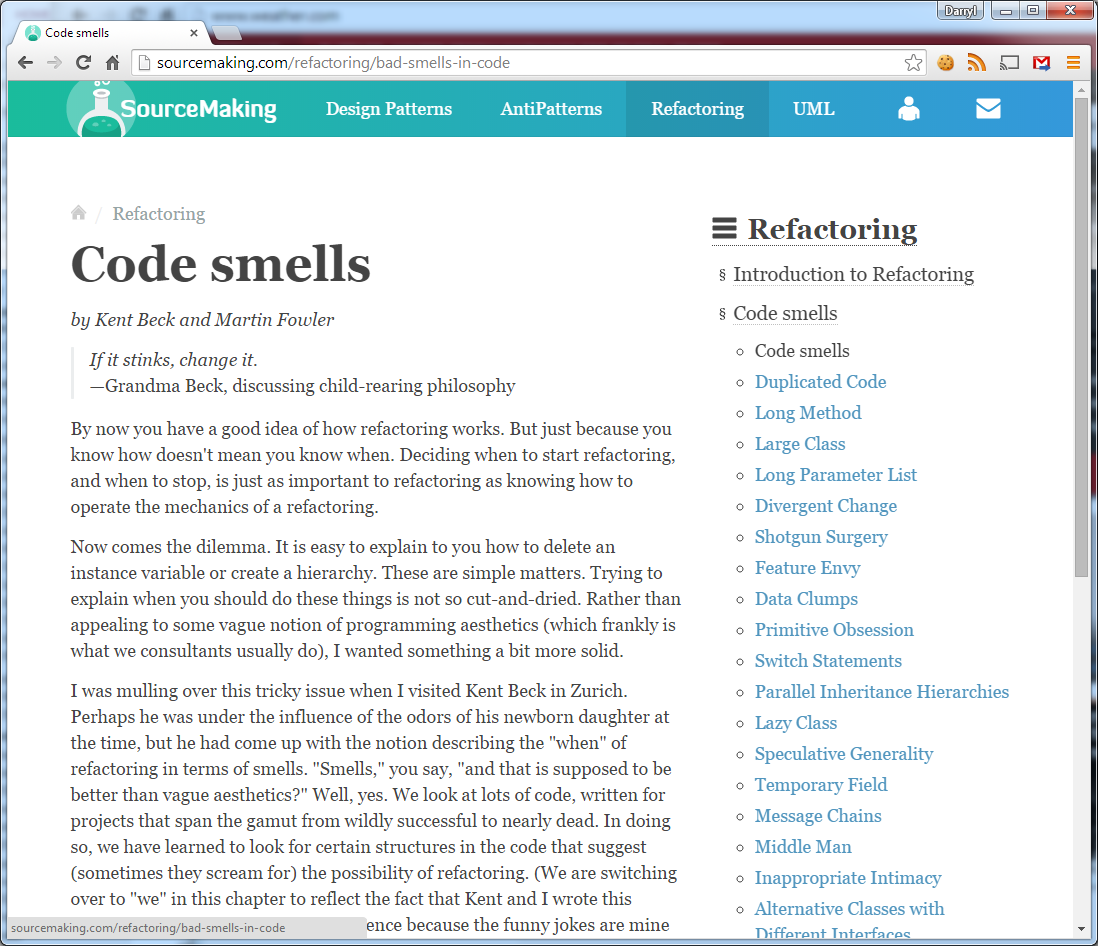 www.weather.com
Darryl
Code smells
sourcemaking.com/refactoring/bad-smells-in-code
SourceMaking
Design Patterns
AntiPatterns
Refactoring
UML
/ Refactoring
Code smells
by Kent Beck and Martin Fowler
If it stinks, change it.
—Grandma Beck, discussing child-rearing philosophy
By now you have a good idea of how refactoring works. But just because you
know how doesn't mean you know when. Deciding when to start refactoring,
and when to stop, is just as important to refactoring as knowing how to
operate the mechanics of a refactoring.
Now comes the dilemma. It is easy to explain to you how to delete an
instance variable or create a hierarchy. These are simple matters. Trying to
explain when you should do these things is not so cut-and-dried. Rather than
appealing to some vague notion of programming aesthetics (which frankly is
what we consultants usually do), I wanted something a bit more solid.
I was mulling over this tricky issue when I visited Kent Beck in Zurich.
Perhaps he was under the influence of the odors of his newborn daughter at
the time, but he had come up with the notion describing the "when" of
refactoring in terms of smells. "Smells," you say, "and that is supposed to be
better than vague aesthetics?" Well, yes. We look at lots of code, written for
projects that span the gamut from wildly successful to nearly dead. In doing
so, we have learned to look for certain structures in the code that suggest
(sometimes they scream for) the possibility of refactoring. (We are switching
over to "we" in this chapter to reflect the fact that Kent and I wrote this
ence because the funny jokes are mine
Refactoring
§ Introduction to Refactoring
§ Code smells
Code smells
Duplicated Code
Long Method
Large Class
Long Parameter List
Divergent Change
Shotgun Surgery
Feature Envy
Data Clumps
Primitive Obsession
Switch Statements
Parallel Inheritance Hierarchies
Lazy Class
Speculative Generality
Temporary Field
Message Chains
Middle Man
Inappropriate Intimacy
Alternative Classes with
Different Interfaces
sourcemaking.com/refactoring/bad-smells-in-code